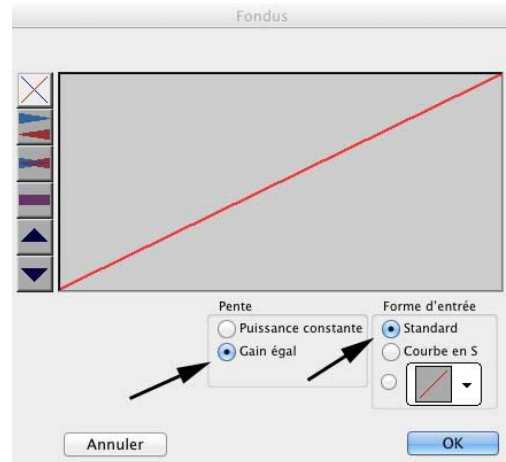 Fondus
Pente
Puissance constante
Gain égal
Forme d'entrée
Standard
Courbe en S
Annuler
OK